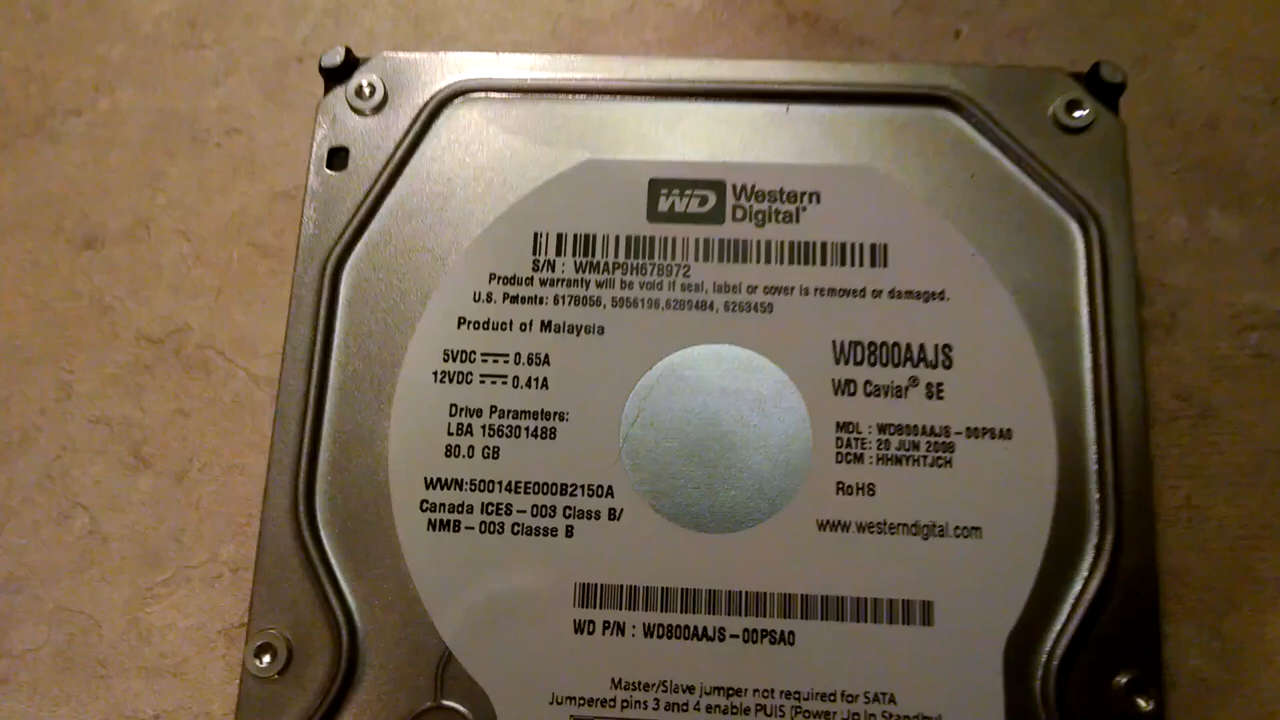 WD Western
Digital®
S/N : WMAP9H678972
Product warranty will be void if seal, label or cover is removed or damaged.
U.S. Patents: 6178056, 5956196,6289484, 6263459
Product of Malaysia
5VDC 0.65A
12VDC 0.41A
Drive Parameters:
LBA 156301488
80.0 GB
WWN:50014EE000B2150A
Canada ICES-003 Class B/
NMB-003 Classe B
WD800AAJS
WD Caviar® SE
MDL : WD800AAJS-00PSA0
DATE: 20 JUN 2008
DCM : HHNYHTJCH
RoHS
www.westerndigital.com
WD P/N : WD800AAJS-00PSA0
Master/Slave jumper not required for SATA
Jumpered pins 3 and 4 enable PUIS (Power Up In Standby)